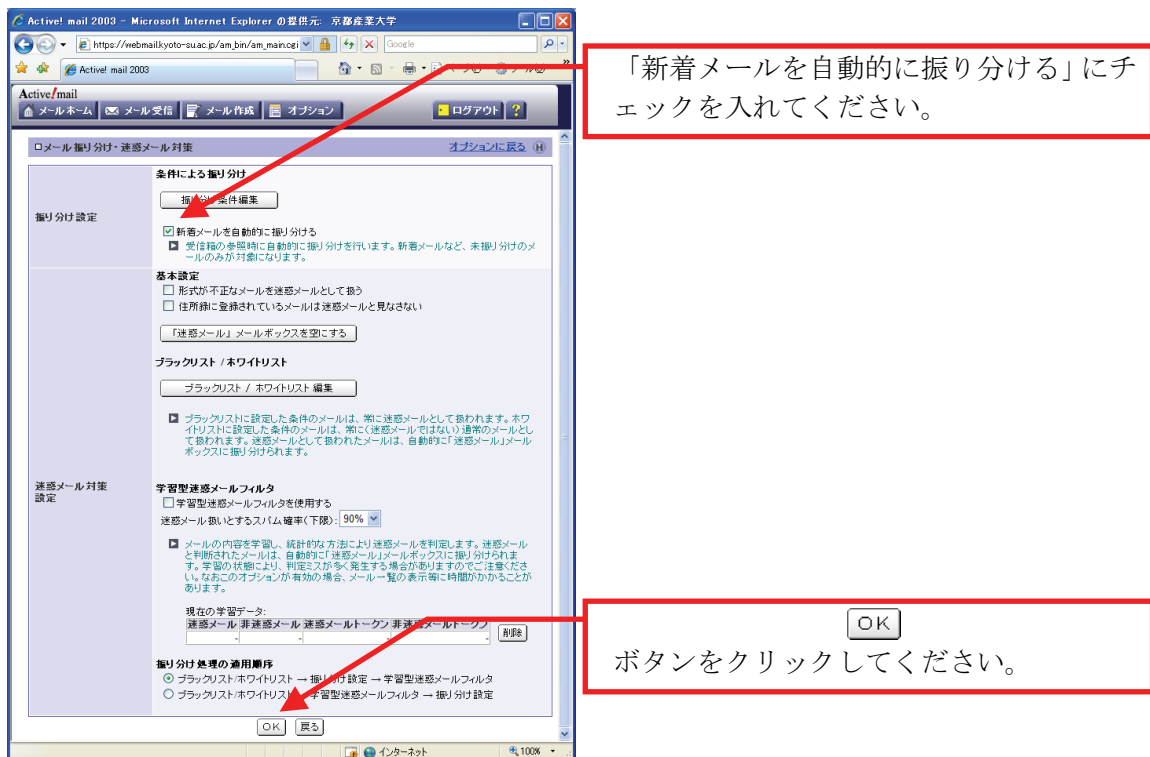 Active! mail 2003 - Microsoft Internet Explorer の提供元: 京都産業大学
https://webmail.kyoto-su.ac.jp/am_bin/am_main.cgi
Google
Active! mail 2003
「新着メールを自動的に振り分ける」にチ
ェックを入れてください。
Active!mail
メールホーム メール受信 メール作成 オプション ログアウト ?
□メール振り分け・迷惑メール対策 オプションに戻る H
条件による振り分け
条件編集
振り分け設定
新着メールを自動的に振り分ける
受信箱の参照時に自動的に振り分けを行います。新着メールなど、未振り分けのメ
ールのみが対象になります。
基本設定
形式が不正なメールを迷惑メールとして扱う
住所録に登録されているメールは迷惑メールと見なさない
「迷惑メール」メールボックスを空にする
ブラックリスト / ホワイトリスト
ブラックリスト / ホワイトリスト 編集
ブラックリストに設定した条件のメールは、常に迷惑メールとして扱われます。ホワ
イトリストに設定した条件のメールは、常に(迷惑メールではない)通常のメールとし
て扱われます。迷惑メールとして扱われたメールは、自動的に「迷惑メール」メール
ボックスに振り分けられます。
迷惑メール対策
設定
学習型迷惑メールフィルタ
学習型迷惑メールフィルタを使用する
迷惑メール扱いとするスパム確率(下限): 90%
メールの内容を学習し、統計的な方法により迷惑メールを判定します。迷惑メール
と判断されたメールは、自動的に「迷惑メール」メールボックスに振り分けられま
す。学習の状態により、判定ミスが多く発生する場合がありますのでご注意くださ
い。なおこのオプションが有効の場合、メール一覧の表示等に時間がかかることが
あります。
現在の学習データ:
迷惑メール 非迷惑メール 迷惑メールトークン 非迷惑メールトークン
- - - - 削除
OK
ボタンをクリックしてください。
振り分け処理の適用順序
ブラックリスト/ホワイトリスト → 振り分け設定 → 学習型迷惑メールフィルタ
ブラックリスト/ホワイトリスト 学習型迷惑メールフィルタ → 振り分け設定
OK 戻る
インターネット 100%